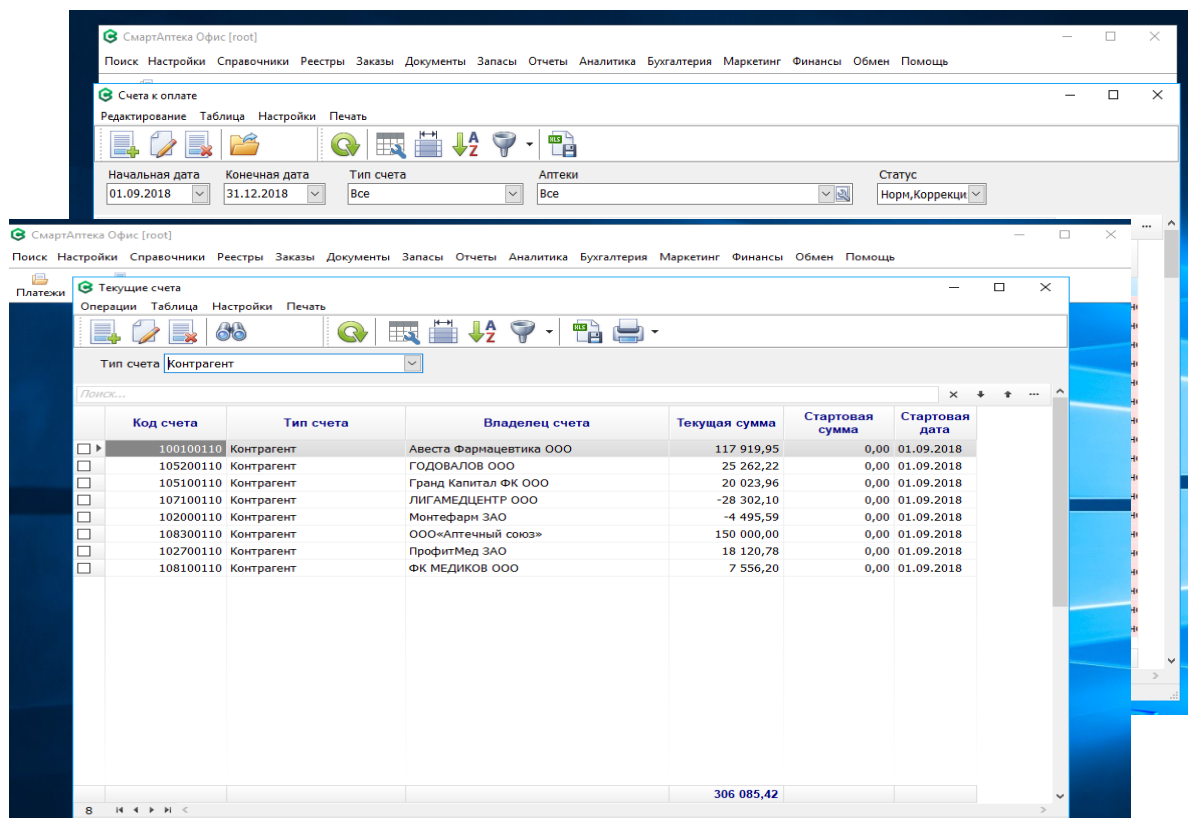 СмартАптека Офис [root]
Поиск Настройки Справочники Реестры Заказы Документы Запасы Отчеты Аналитика Бухгалтерия Маркетинг Финансы Обмен Помощь
Счета к оплате
Редактирование Таблица Настройки Печать
A
Z
XLS
Начальная дата Конечная дата Тип счета Аптеки Статус
01.09.2018 31.12.2018 Все Все Норм,Коррекци
СмартАптека Офис [root]
Поиск Настройки Справочники Реестры Заказы Документы Запасы Отчеты Аналитика Бухгалтерия Маркетинг Финансы Обмен Помощь
Платежи
Текущие счета
Операции Таблица Настройки Печать
A
Z
XLS
Тип счета Контрагент
Поиск...
Код счета Тип счета Владелец счета Текущая сумма Стартовая сумма Стартовая дата
100100110 Контрагент Авеста Фармацевтика ООО 117 919,95 0,00 01.09.2018
105200110 Контрагент ГОДОВАЛОВ ООО 25 262,22 0,00 01.09.2018
105100110 Контрагент Гранд Капитал ФК ООО 20 023,96 0,00 01.09.2018
107100110 Контрагент ЛИГАМЕДЦЕНТР ООО -28 302,10 0,00 01.09.2018
102000110 Контрагент Монтефарм ЗАО -4 495,59 0,00 01.09.2018
108300110 Контрагент ООО«Аптечный союз» 150 000,00 0,00 01.09.2018
102700110 Контрагент ПрофитМед ЗАО 18 120,78 0,00 01.09.2018
108100110 Контрагент ФК МЕДИКОВ ООО 7 556,20 0,00 01.09.2018
306 085,42
8